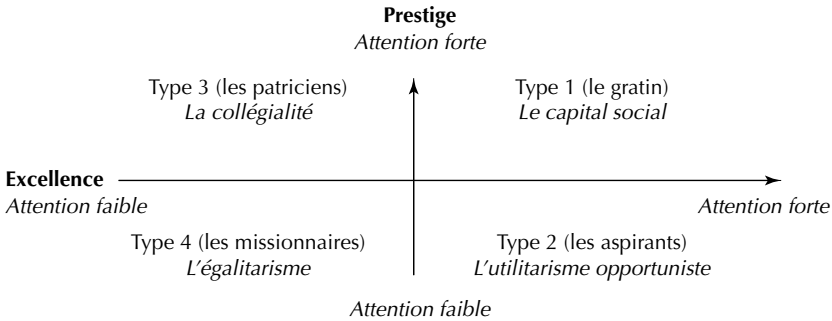 Prestige
Attention forte
Type 3 (les patriciens)
La collégialité
Type 1 (le gratin)
Le capital social
Excellence
Attention faible
Attention forte
Type 4 (les missionnaires)
L'égalitarisme
Type 2 (les aspirants)
L'utilitarisme opportuniste
Attention faible